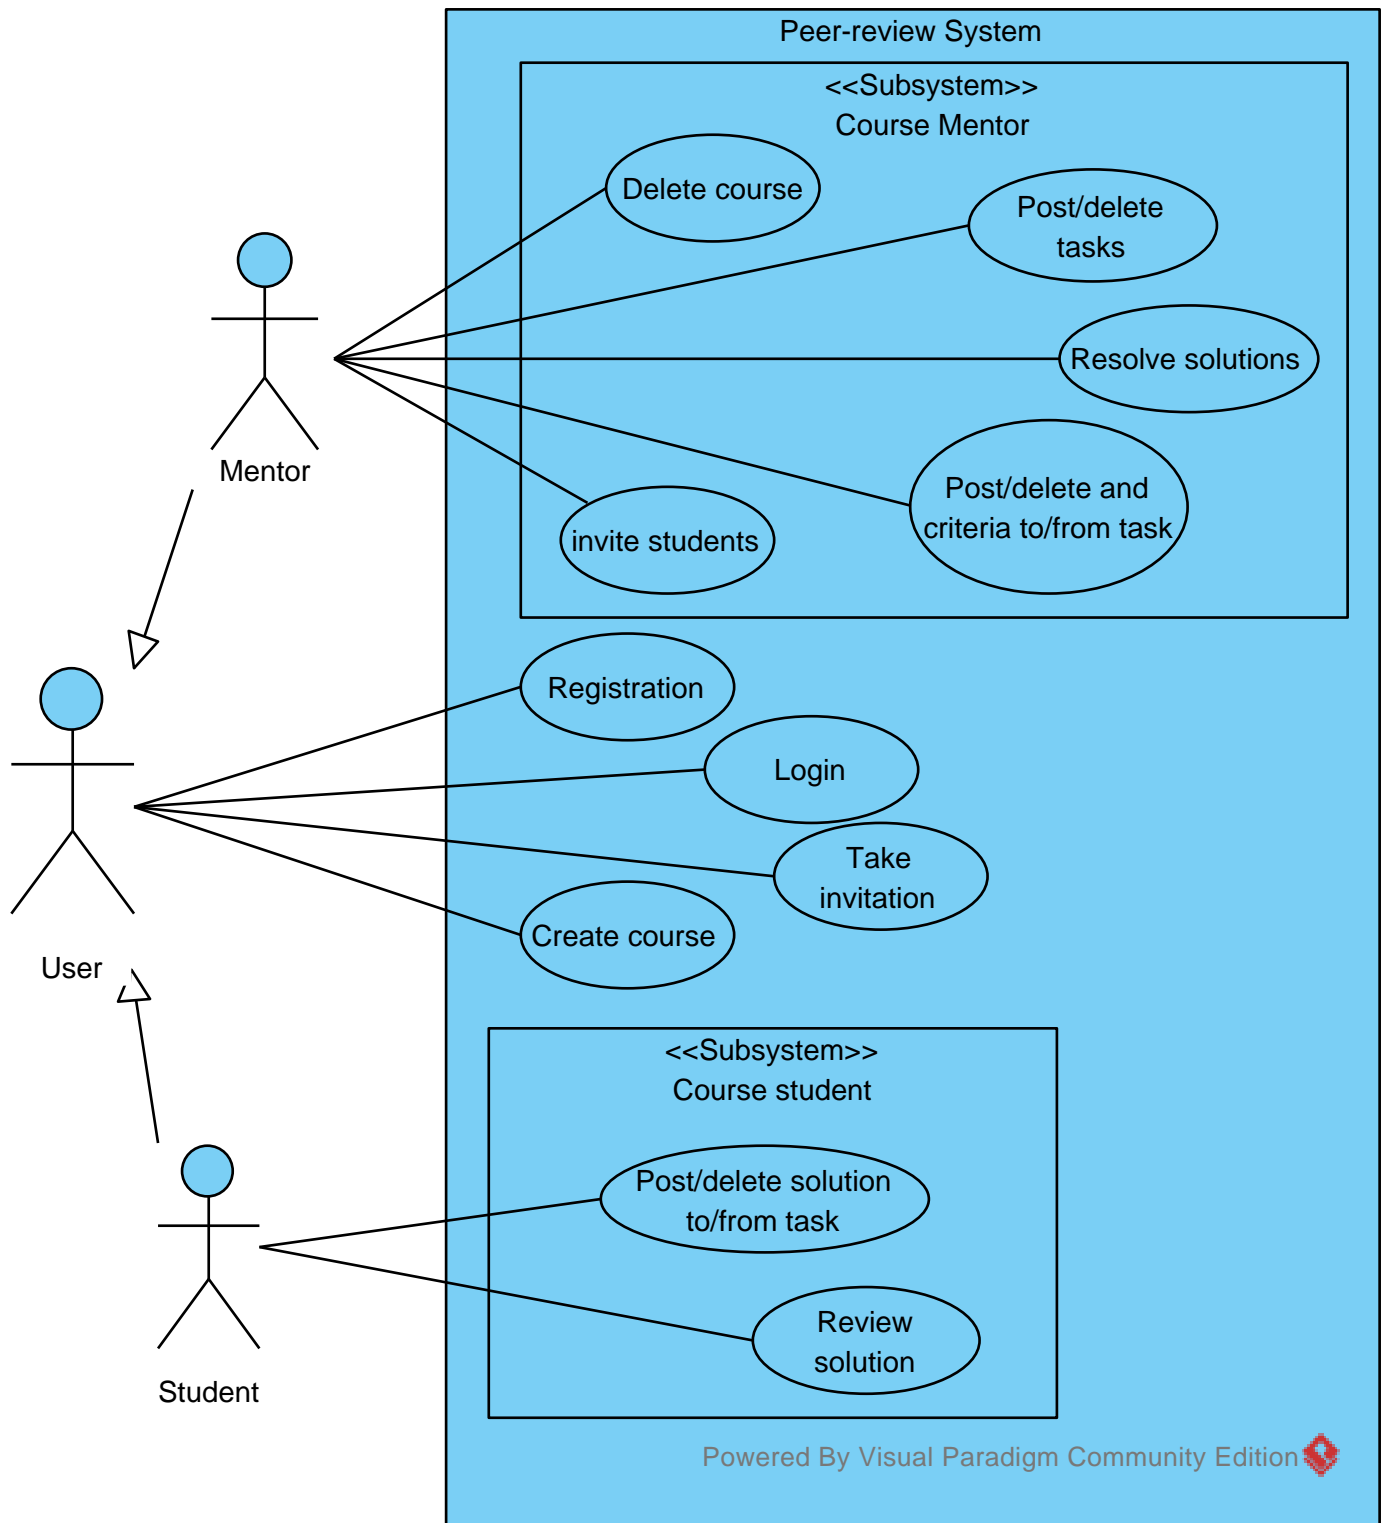 Peer-review System
<<Subsystem>>
Course Mentor
Delete course
Post/delete
tasks
Resolve solutions
Post/delete and
criteria to/from task
invite students
Mentor
Registration
Login
Take
invitation
Create course
User
<<Subsystem>>
Course student
Post/delete solution
to/from task
Review
solution
Student
Powered By Visual Paradigm Community Edition